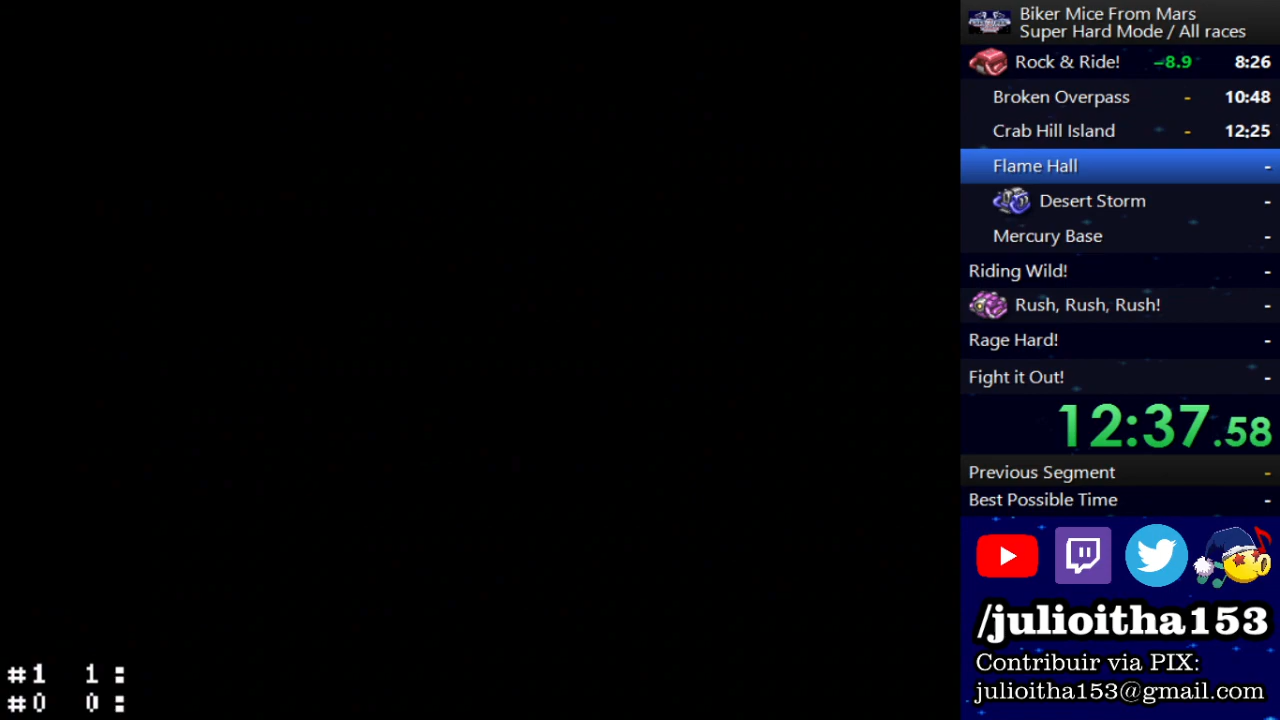 Biker Mice From Mars
Super Hard Mode / All races
Rock & Ride! -8.9 8:26
Broken Overpass - 10:48
Crab Hill Island - 12:25
Flame Hall -
Desert Storm -
Mercury Base -
Riding Wild! -
Rush, Rush, Rush! -
Rage Hard! -
Fight it Out! -
12:37.58
Previous Segment -
Best Possible Time -
/julioitha153
Contribuir via PIX:
julioitha153@gmail.com
#1 1:
#0 0: